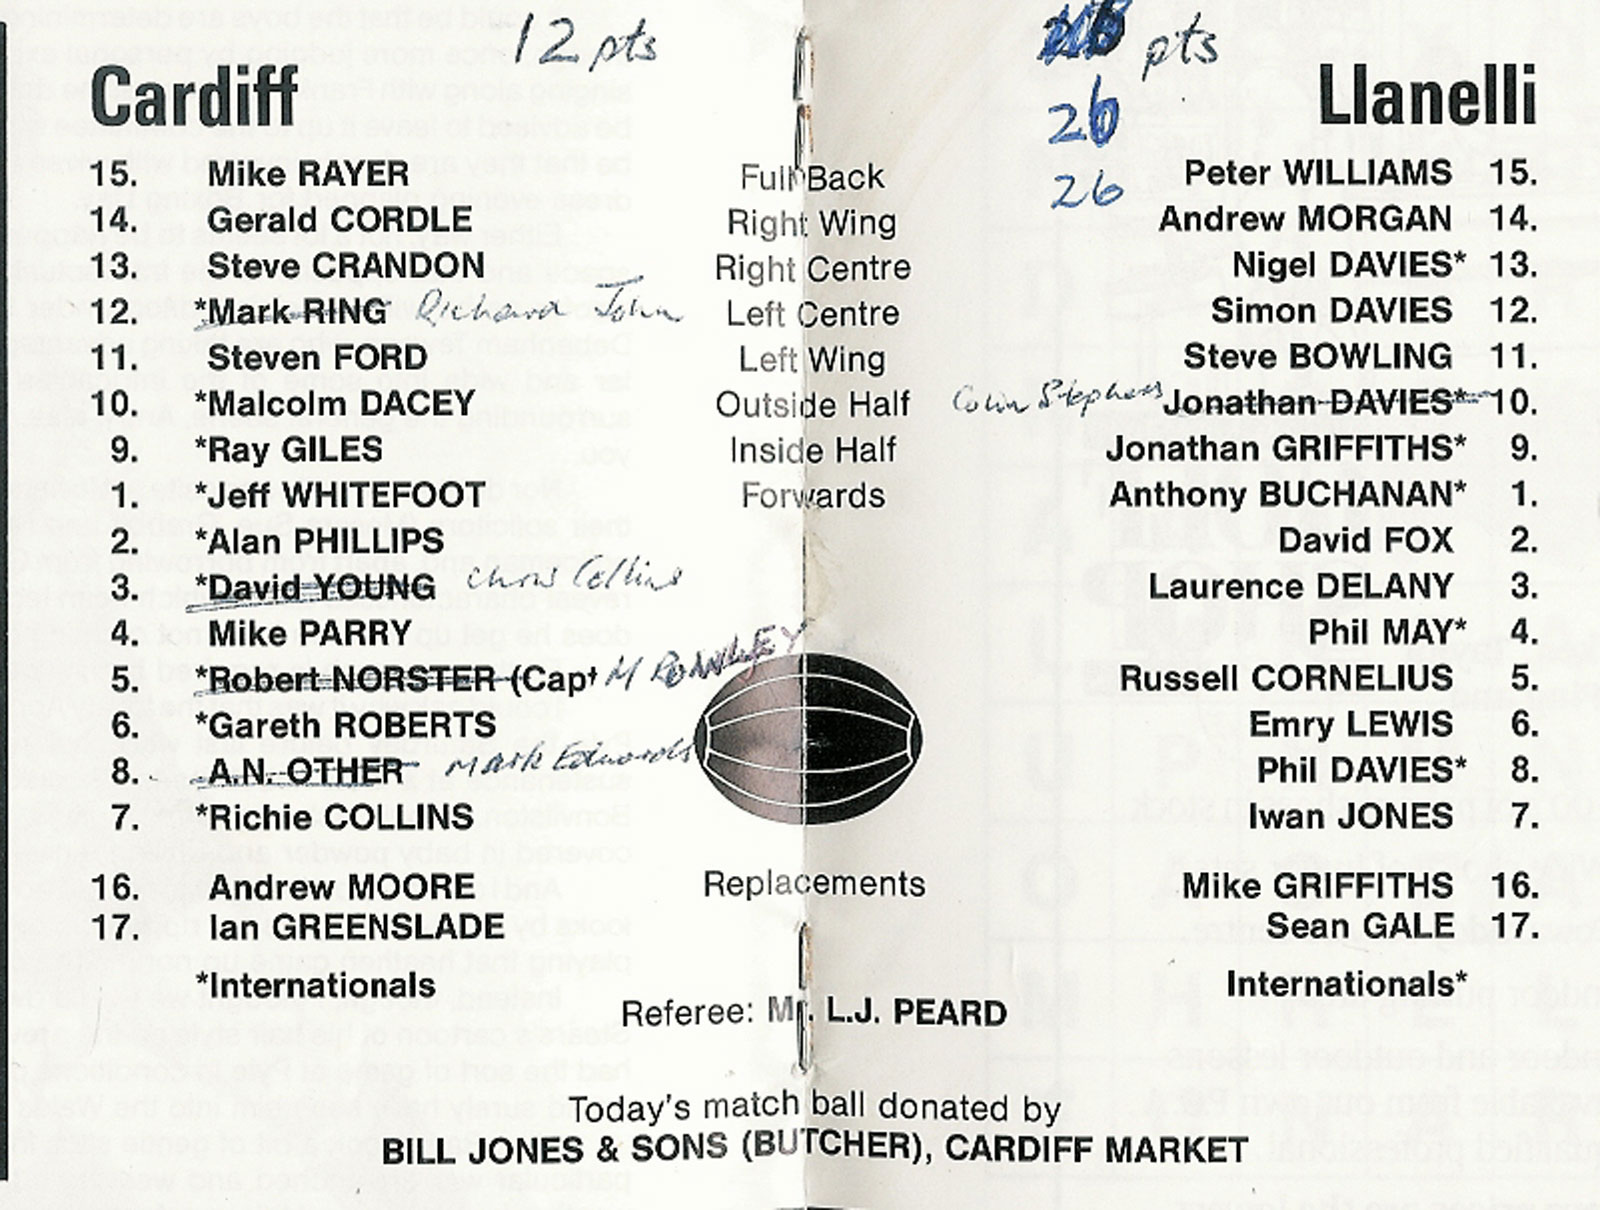 12 pts
pts
Cardiff
Llanelli
26
26
15. Mike RAYER Full Back Peter WILLIAMS 15.
14. Gerald CORDLE Right Wing Andrew MORGAN 14.
13. Steve CRANDON Right Centre Nigel DAVIES* 13.
12. *Mark RING Richard John Left Centre Simon DAVIES 12.
11. Steven FORD Left Wing Steve BOWLING 11.
10. *Malcolm DACEY Outside Half Colin Stephens Jonathan DAVIES* 10.
9. *Ray GILES Inside Half Jonathan GRIFFITHS* 9.
1. *Jeff WHITEFOOT Forwards Anthony BUCHANAN* 1.
2. *Alan PHILLIPS David FOX 2.
3. *David YOUNG Chris Collins Laurence DELANY 3.
4. Mike PARRY Phil MAY* 4.
5. *Robert NORSTER (Capt M ROWLEY Russell CORNELIUS 5.
6. *Gareth ROBERTS Emry LEWIS 6.
8. A.N. OTHER Mark Edwards Phil DAVIES* 8.
7. *Richie COLLINS Iwan JONES 7.
16. Andrew MOORE Replacements Mike GRIFFITHS 16.
17. Ian GREENSLADE Sean GALE 17.
*Internationals Internationals*
Referee: Mr. L.J. PEARD
Today's match ball donated by
BILL JONES & SONS (BUTCHER), CARDIFF MARKET